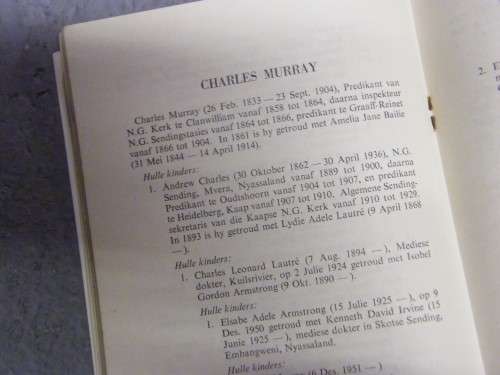 CHARLES MURRAY
Charles Murray (26 Feb. 1833 — 23 Sept. 1904), Predikant van
N.G. Kerk te Clanwilliam vanaf 1858 tot 1864, daarna inspekteur
N.G. Sendingstasies vanaf 1864 tot 1866, predikant te Graaff-Reinet
vanaf 1866 tot 1904. In 1861 is hy getroud met Amelia Jane Bailie
(31 Mei 1844 — 14 April 1914).
Hulle kinders:
1. Andrew Charles (30 Oktober 1862 — 30 April 1936), N.G.
Sending, Mvera, Nyassaland vanaf 1889 tot 1900, daarna
Predikant te Oudshoorn vanaf 1904 tot 1907, en predikant
te Heidelberg, Kaap vanaf 1907 tot 1910. Algemene Sending-
sekretaris van die Kaapse N.G. Kerk vanaf 1910 tot 1929.
In 1893 is hy getroud met Lydie Adele Lautré (9 April 1868
— ).
Hulle kinders:
1. Charles Leonard Lautré (7 Aug. 1894 — ), Mediese
dokter, Kuilsrivier, op 2 Julie 1924 getroud met Isobel
Gordon Armstrong (9 Okt. 1890 — ).
Hulle kinders:
1. Elsabe Adele Armstrong (15 Julie 1925 — ), op 9
Des. 1950 getroud met Kenneth David Irvine (15
Junie 1925 — ), mediese dokter in Skotse Sending,
Embangweni, Nyassaland.
Hulle kinders:
6 Des. 1951 — )
2. E